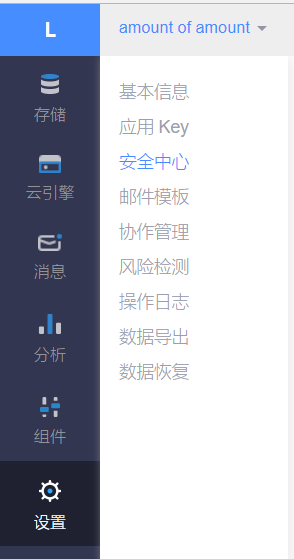 L
amount of amount
存储
云引擎
消息
分析
组件
设置
基本信息
应用 Key
安全中心
邮件模板
协作管理
风险检测
操作日志
数据导出
数据恢复